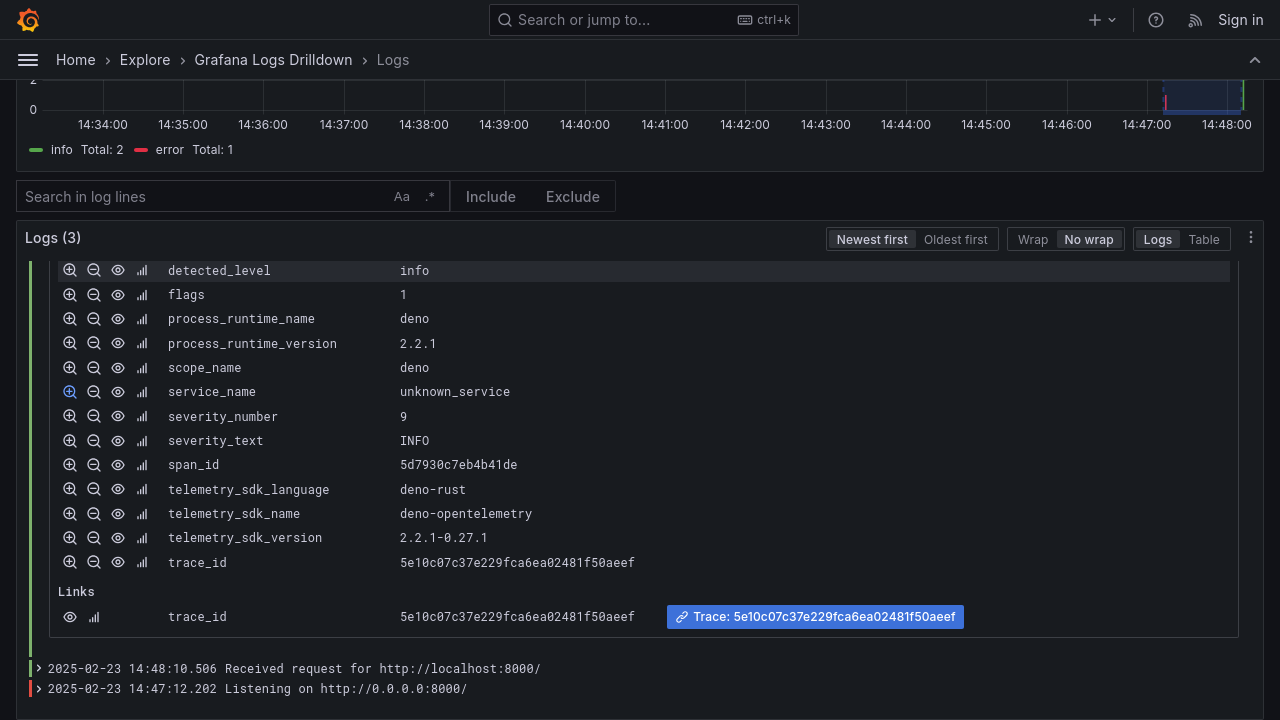 Search or jump to... ctrl+k Sign in
Home › Explore › Grafana Logs Drilldown › Logs
2
0
14:34:00 14:35:00 14:36:00 14:37:00 14:38:00 14:39:00 14:40:00 14:41:00 14:42:00 14:43:00 14:44:00 14:45:00 14:46:00 14:47:00 14:48:00
info Total: 2 error Total: 1
Search in log lines Aa .* Include Exclude
Logs (3) Newest first Oldest first Wrap No wrap Logs Table
detected_level info
flags 1
process_runtime_name deno
process_runtime_version 2.2.1
scope_name deno
service_name unknown_service
severity_number 9
severity_text INFO
span_id 5d7930c7eb4b41de
telemetry_sdk_language deno-rust
telemetry_sdk_name deno-opentelemetry
telemetry_sdk_version 2.2.1-0.27.1
trace_id 5e10c07c37e229fca6ea02481f50aeef
Links
trace_id 5e10c07c37e229fca6ea02481f50aeef Trace: 5e10c07c37e229fca6ea02481f50aeef
2025-02-23 14:48:10.506 Received request for http://localhost:8000/
2025-02-23 14:47:12.202 Listening on http://0.0.0.0:8000/